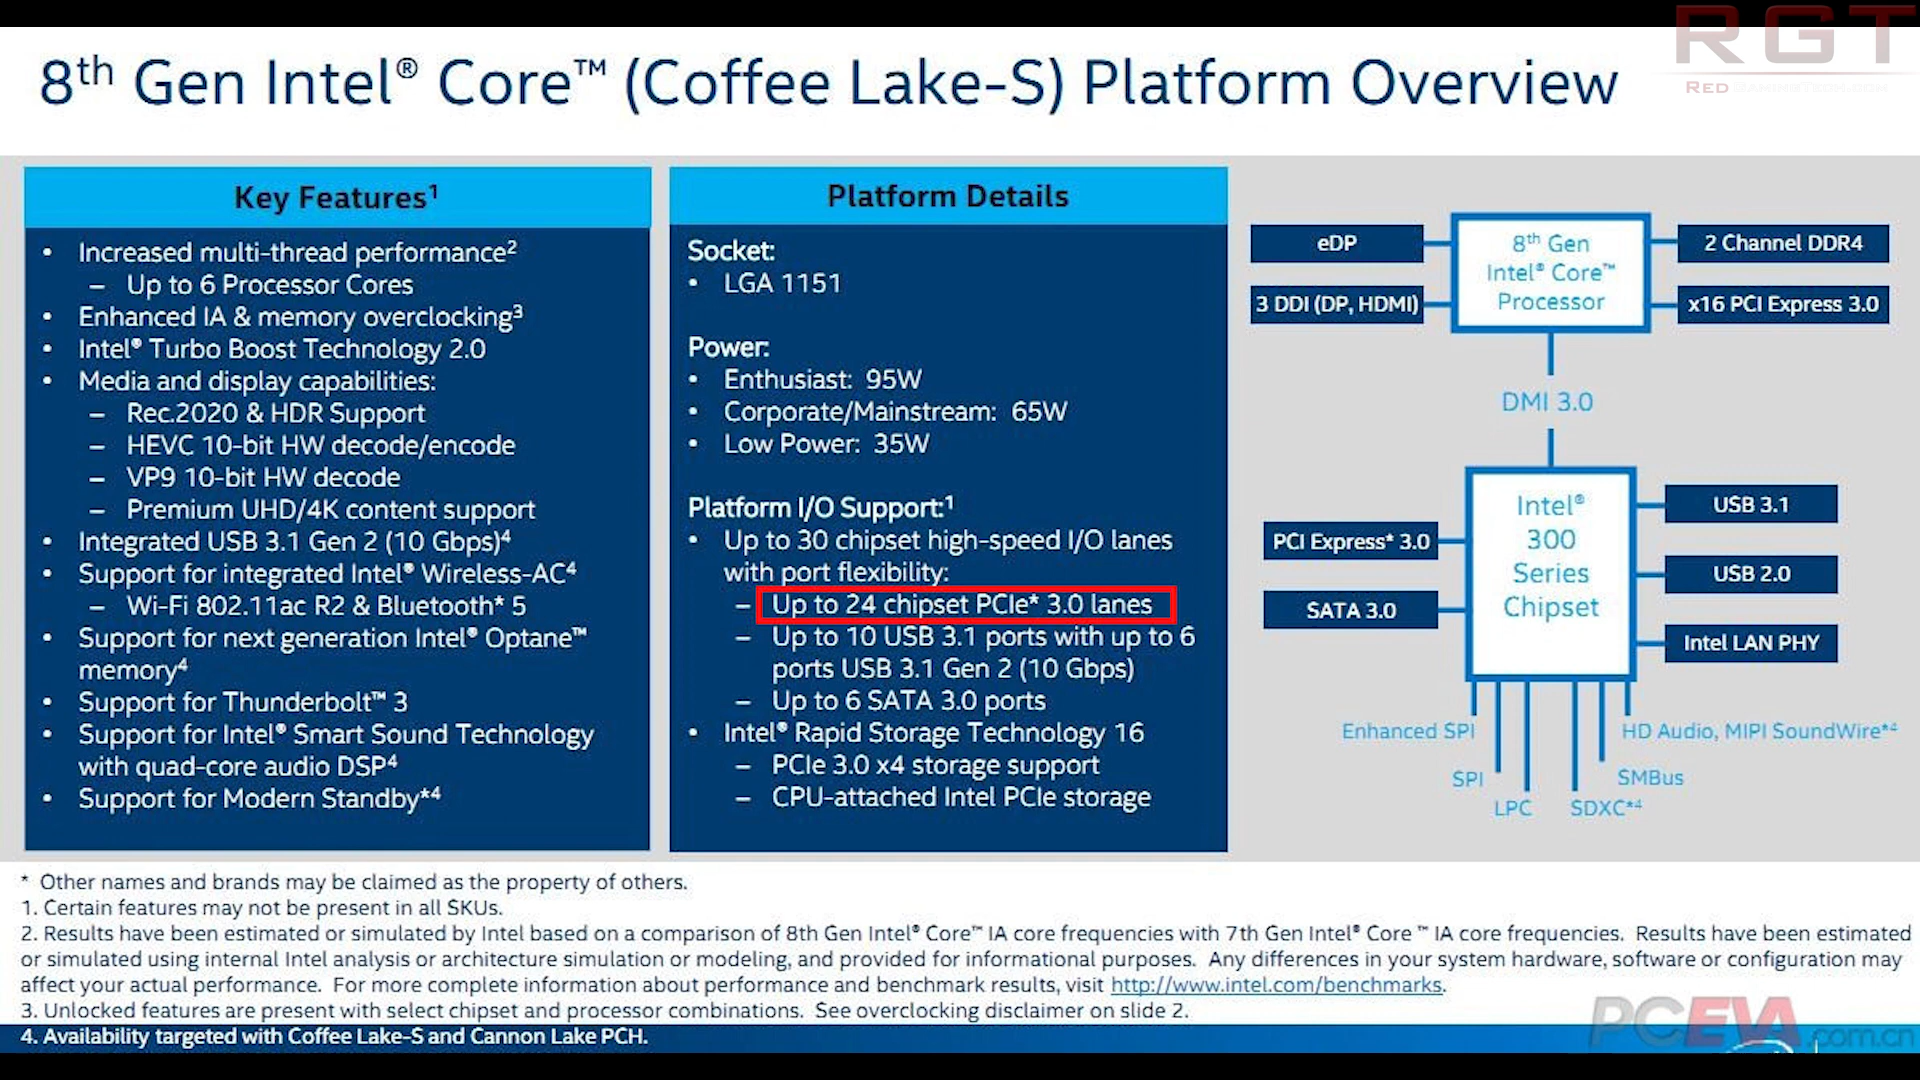 RGT
RED
8th Gen Intel® Core™ (Coffee Lake-S) Platform Overview
Key Features¹
• Increased multi-thread performance²
– Up to 6 Processor Cores
• Enhanced IA & memory overclocking³
• Intel® Turbo Boost Technology 2.0
• Media and display capabilities:
– Rec.2020 & HDR Support
– HEVC 10-bit HW decode/encode
– VP9 10-bit HW decode
– Premium UHD/4K content support
• Integrated USB 3.1 Gen 2 (10 Gbps)⁴
• Support for integrated Intel® Wireless-AC⁴
– Wi-Fi 802.11ac R2 & Bluetooth* 5
• Support for next generation Intel® Optane™
memory⁴
• Support for Thunderbolt™ 3
• Support for Intel® Smart Sound Technology
with quad-core audio DSP⁴
• Support for Modern Standby*⁴
Platform Details
Socket:
• LGA 1151
Power:
• Enthusiast: 95W
• Corporate/Mainstream: 65W
• Low Power: 35W
Platform I/O Support:¹
• Up to 30 chipset high-speed I/O lanes
with port flexibility:
– Up to 24 chipset PCIe* 3.0 lanes
– Up to 10 USB 3.1 ports with up to 6
ports USB 3.1 Gen 2 (10 Gbps)
– Up to 6 SATA 3.0 ports
• Intel® Rapid Storage Technology 16
– PCIe 3.0 x4 storage support
– CPU-attached Intel PCIe storage
eDP
3 DDI (DP, HDMI)
8th Gen
Intel® Core™
Processor
2 Channel DDR4
x16 PCI Express 3.0
DMI 3.0
PCI Express* 3.0
SATA 3.0
Intel®
300
Series
Chipset
USB 3.1
USB 2.0
Intel LAN PHY
Enhanced SPI
SPI
LPC
SDXC*⁴
SMBus
HD Audio, MIPI SoundWire*⁴
* Other names and brands may be claimed as the property of others.
1. Certain features may not be present in all SKUs.
2. Results have been estimated or simulated by Intel based on a comparison of 8th Gen Intel® Core™ IA core frequencies with 7th Gen Intel® Core ™ IA core frequencies. Results have been estimated
or simulated using internal Intel analysis or architecture simulation or modeling, and provided for informational purposes. Any differences in your system hardware, software or configuration may
affect your actual performance. For more complete information about performance and benchmark results, visit http://www.intel.com/benchmarks.
3. Unlocked features are present with select chipset and processor combinations. See overclocking disclaimer on slide 2.
4. Availability targeted with Coffee Lake-S and Cannon Lake PCH.
PCEVA.com.cn